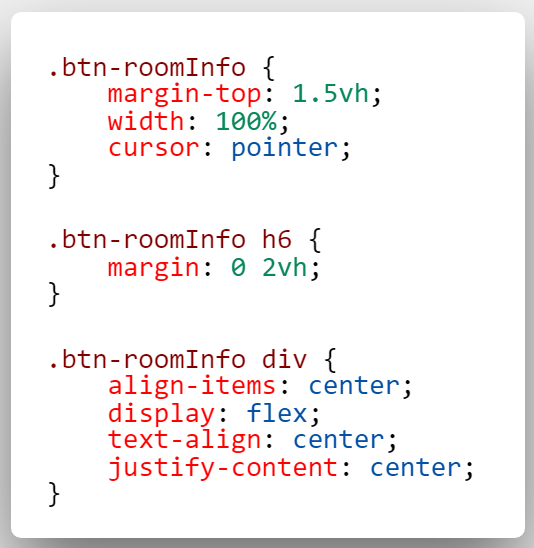 .btn-roomInfo {
    margin-top: 1.5vh;
    width: 100%;
    cursor: pointer;
}

.btn-roomInfo h6 {
    margin: 0 2vh;
}

.btn-roomInfo div {
    align-items: center;
    display: flex;
    text-align: center;
    justify-content: center;
}